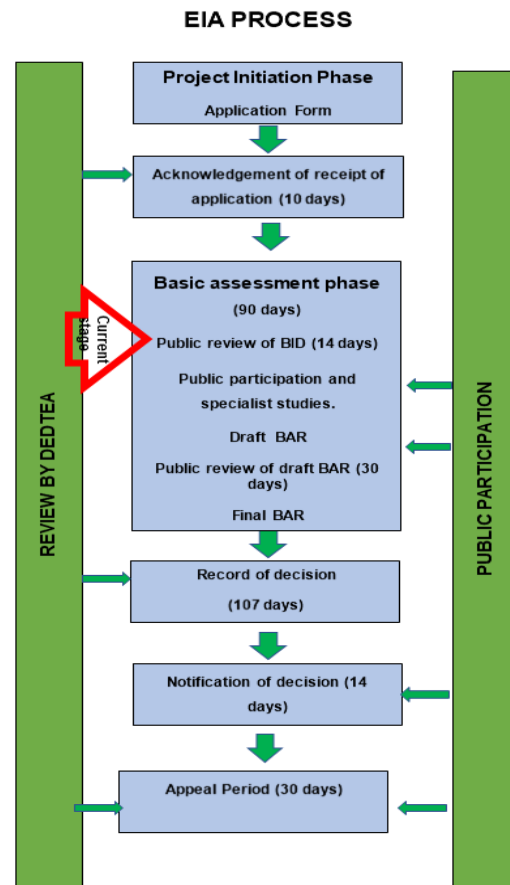 EIA PROCESS
Project Initiation Phase
Application Form
Acknowledgement of receipt of
application (10 days)
Basic assessment phase
(90 days)
Public review of BID (14 days)
Public participation and
specialist studies.
Draft BAR
Public review of draft BAR (30
days)
Final BAR
Current
stage
Record of decision
(107 days)
Notification of decision (14
days)
Appeal Period (30 days)
REVIEW BY DEDTEA
PUBLIC PARTICIPATION